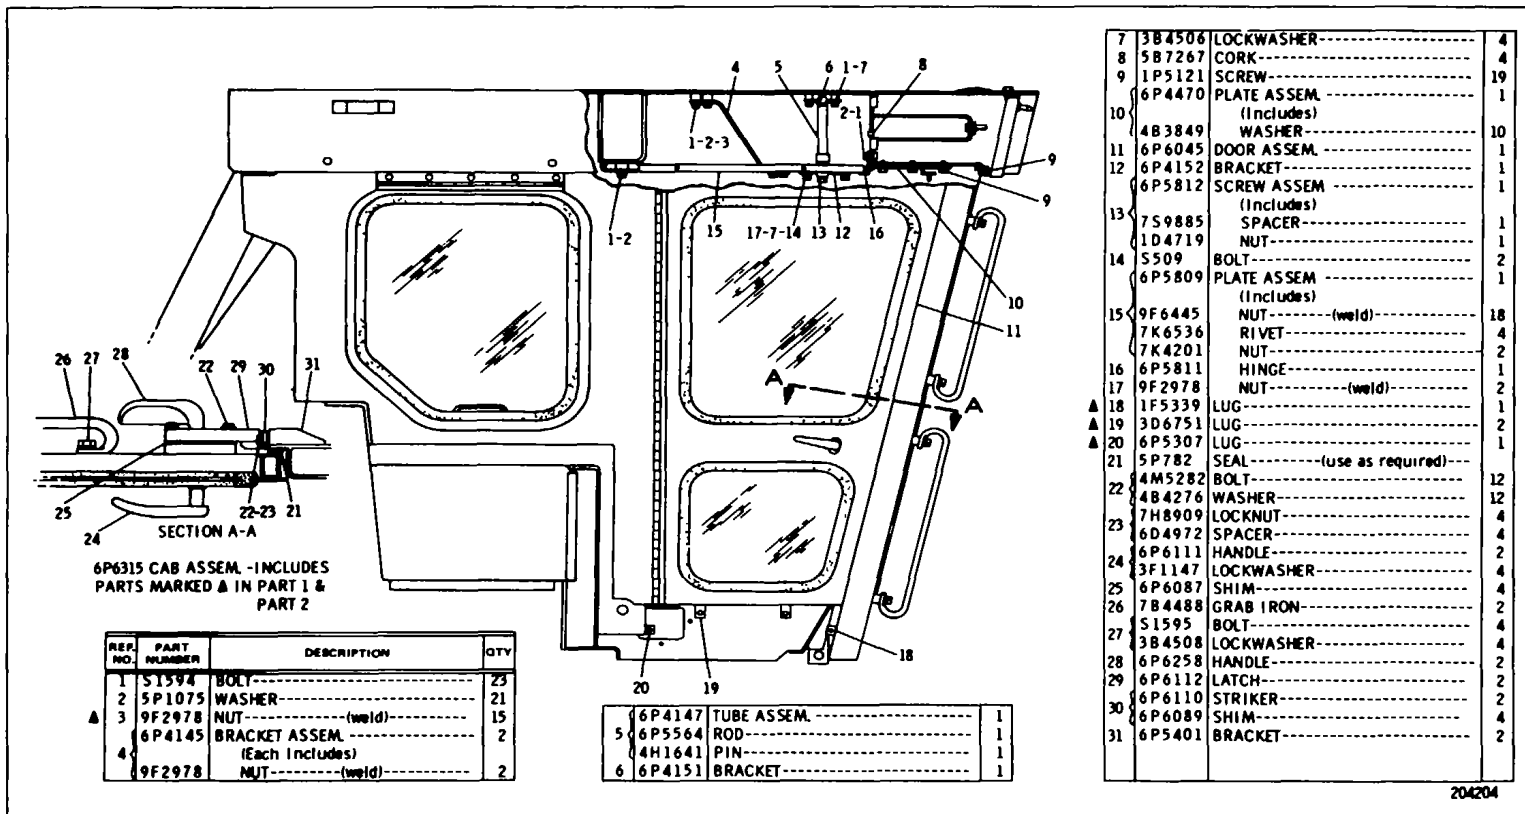 4
5
6
1-7
8
2-1
1-2-3
9
9
1-2
15
17-7-14
13
12
16
10
11
A
A
26
27
28
22
29
30
31
25
24
22-23
21
SECTION A-A
20
19
18
6P6315 CAB ASSEM. -INCLUDES
PARTS MARKED ▲ IN PART 1 &
PART 2
REF. NO. PART NUMBER DESCRIPTION QTY
1 S1594 BOLT 23
2 5P1075 WASHER 21
▲ 3 9F2978 NUT (weld) 15
4 6P4145 BRACKET ASSEM. 2
(Each Includes)
9F2978 NUT (weld) 2
5 6P4147 TUBE ASSEM. 1
6P5564 ROD 1
4H1641 PIN 1
6 6P4151 BRACKET 1
7 3B4506 LOCKWASHER 4
8 5B7267 CORK 4
9 1P5121 SCREW 19
10 6P4470 PLATE ASSEM. 1
(Includes)
4B3849 WASHER 10
11 6P6045 DOOR ASSEM. 1
12 6P4152 BRACKET 1
13 6P5812 SCREW ASSEM 1
(Includes)
7S9885 SPACER 1
1D4719 NUT 1
14 S509 BOLT 2
15 6P5809 PLATE ASSEM 1
(Includes)
9F6445 NUT (weld) 18
7K6536 RIVET 4
7K4201 NUT 2
16 6P5811 HINGE 1
17 9F2978 NUT (weld) 2
▲ 18 1F5339 LUG 1
▲ 19 3D6751 LUG 2
▲ 20 6P5307 LUG 1
21 5P782 SEAL (use as required)
22 4M5282 BOLT 12
4B4276 WASHER 12
23 7H8909 LOCKNUT 4
6D4972 SPACER 4
24 6P6111 HANDLE 2
3F1147 LOCKWASHER 4
25 6P6087 SHIM 4
26 7B4488 GRAB IRON 2
27 S1595 BOLT 4
3B4508 LOCKWASHER 4
28 6P6258 HANDLE 2
29 6P6112 LATCH 2
30 6P6110 STRIKER 2
6P6089 SHIM 4
31 6P5401 BRACKET 2
204204